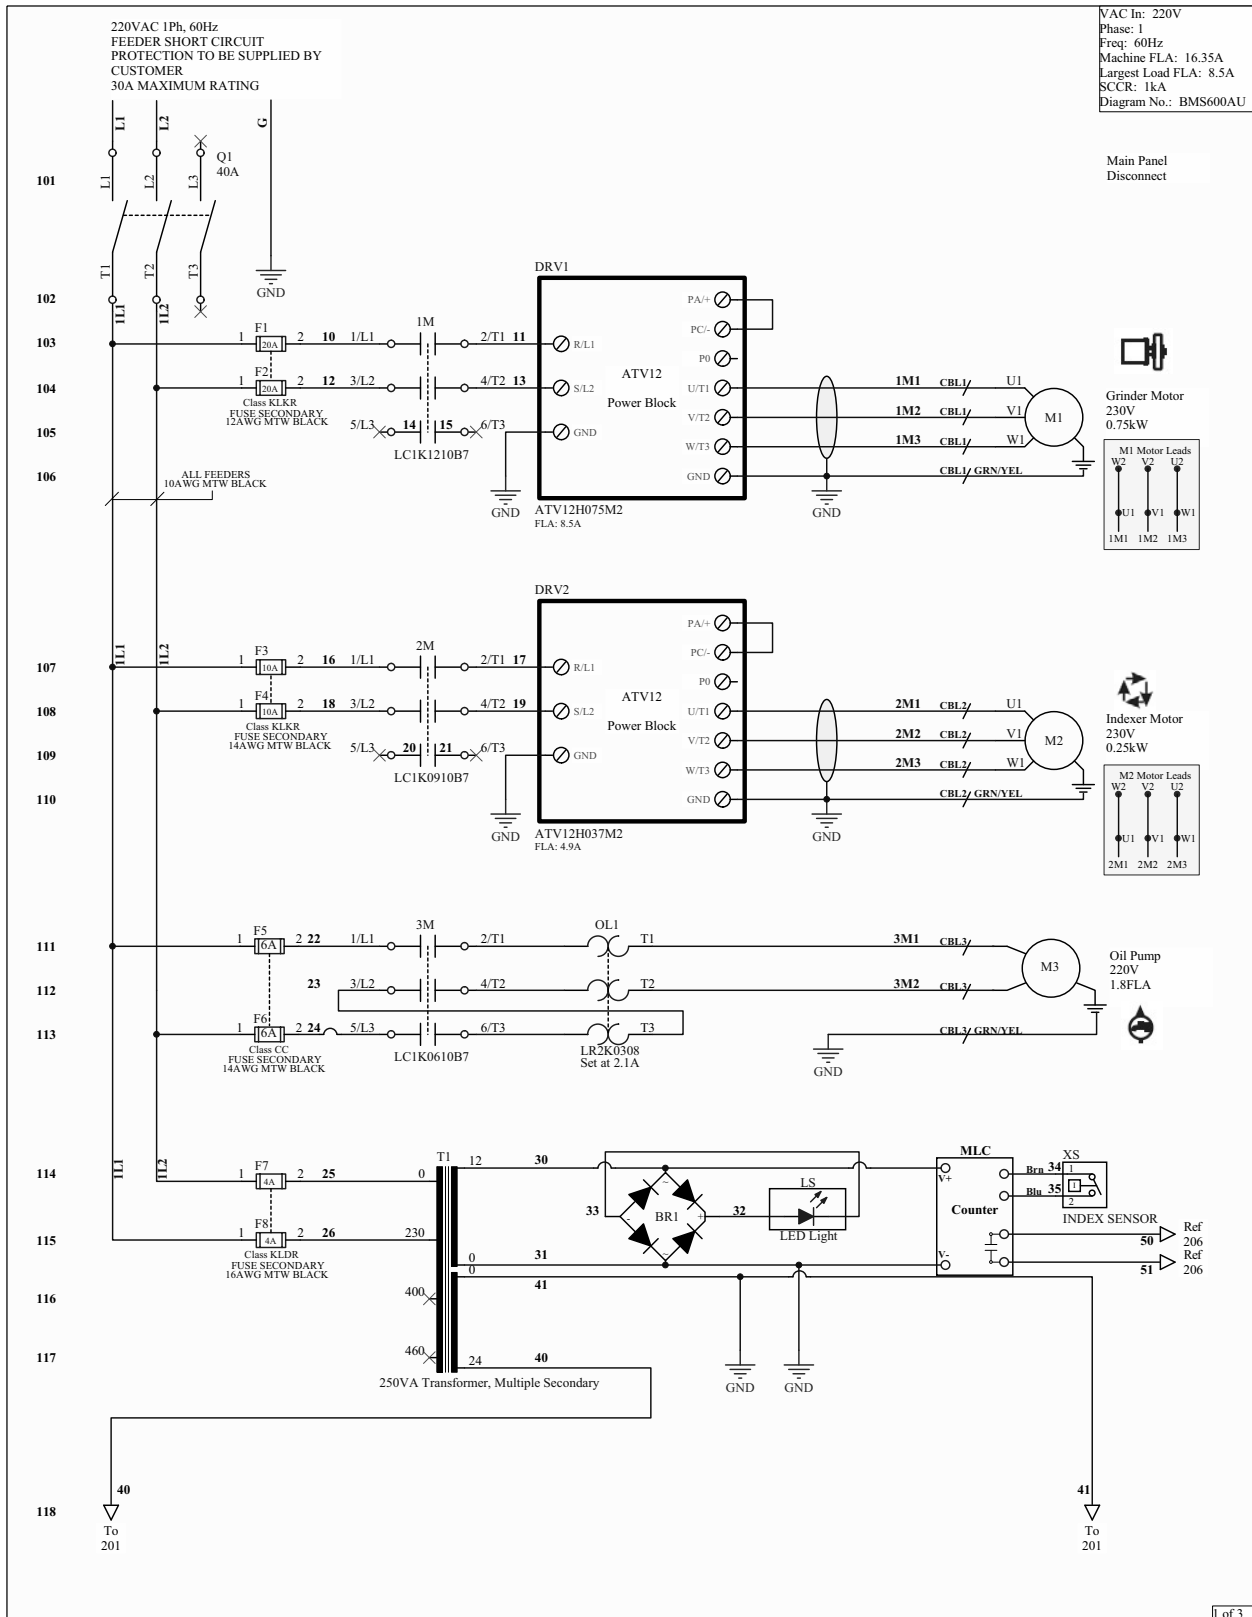 220VAC 1Ph, 60Hz
FEEDER SHORT CIRCUIT
PROTECTION TO BE SUPPLIED BY
CUSTOMER
30A MAXIMUM RATING
VAC In: 220V
Phase: 1
Freq: 60Hz
Machine FLA: 16.35A
Largest Load FLA: 8.5A
SCCR: 1kA
Diagram No.: BMS600AU
Main Panel
Disconnect
L1
L2
G
Q1
40A
101
L1
L2
L3
T1
T2
T3
GND
102
1L1
1L2
DRV1
PA/+
PC/-
P0
103
1
F1
20A
2
10
1/L1
1M
2/T1
11
R/L1
ATV12
Power Block
104
1
F2
20A
2
12
3/L2
4/T2
13
S/L2
U/T1
1M1
CBL1
U1
Class KLKR
FUSE SECONDARY
12AWG MTW BLACK
V/T2
1M2
CBL1
V1
M1
105
5/L3
14
15
6/T3
GND
W/T3
1M3
CBL1
W1
LC1K1210B7
106
GND
CBL1
GRN/YEL
ALL FEEDERS
10AWG MTW BLACK
GND
GND
ATV12H075M2
FLA: 8.5A
Grinder Motor
230V
0.75kW
M1 Motor Leads
W2 V2 U2
U1 V1 W1
1M1 1M2 1M3
DRV2
PA/+
PC/-
P0
1L1
1L2
107
1
F3
10A
2
16
1/L1
2M
2/T1
17
R/L1
ATV12
Power Block
108
1
F4
10A
2
18
3/L2
4/T2
19
S/L2
U/T1
2M1
CBL2
U1
Class KLKR
FUSE SECONDARY
14AWG MTW BLACK
V/T2
2M2
CBL2
V1
M2
109
5/L3
20
21
6/T3
GND
W/T3
2M3
CBL2
W1
LC1K0910B7
110
GND
CBL2
GRN/YEL
GND
GND
ATV12H037M2
FLA: 4.9A
Indexer Motor
230V
0.25kW
M2 Motor Leads
W2 V2 U2
U1 V1 W1
2M1 2M2 2M3
111
1
F5
6A
2
22
1/L1
3M
2/T1
OL1
T1
3M1
CBL3
M3
112
23
3/L2
4/T2
T2
3M2
CBL3
113
1
F6
6A
2
24
5/L3
6/T3
T3
CBL3
GRN/YEL
Class CC
FUSE SECONDARY
14AWG MTW BLACK
LC1K0610B7
LR2K0308
Set at 2.1A
GND
Oil Pump
220V
1.8FLA
1L1
1L2
114
1
F7
4A
2
25
0
T1
12
30
MLC
V+
Counter
V-
Brn
34
Blu
35
XS
1
1
2
INDEX SENSOR
33
~
-
BR1
+
~
32
LS
LED Light
115
1
F8
4A
2
26
230
0
31
50
Ref
206
51
Ref
206
Class KLDR
FUSE SECONDARY
16AWG MTW BLACK
0
41
116
400
117
460
24
40
GND
GND
250VA Transformer, Multiple Secondary
118
40
To
201
41
To
201
1 of 3